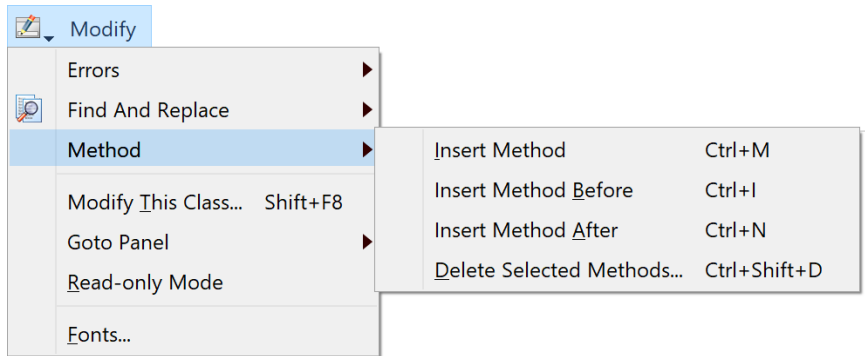 Modify
Errors
Find And Replace
Method
Insert Method Ctrl+M
Insert Method Before Ctrl+I
Insert Method After Ctrl+N
Delete Selected Methods... Ctrl+Shift+D
Modify This Class... Shift+F8
Goto Panel
Read-only Mode
Fonts...